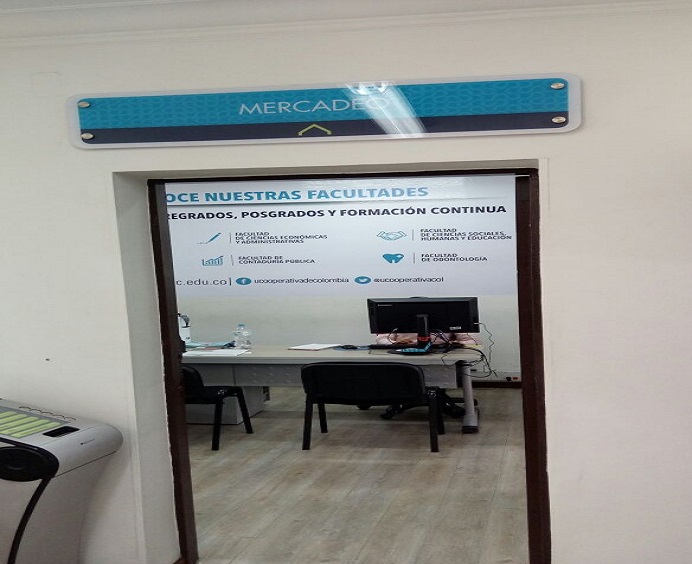 MERCADEO
OCE NUESTRAS FACULTADES
REGRADOS, POSGRADOS Y FORMACIÓN CONTINUA
FACULTAD
DE CIENCIAS ECONÓMICAS
Y ADMINISTRATIVAS
FACULTAD
DE CIENCIAS SOCIALES,
HUMANAS Y EDUCACIÓN
FACULTAD DE
CONTADURÍA PÚBLICA
FACULTAD
DE ODONTOLOGÍA
c.edu.co| ucooperativadecolombia | @ucooperativacol